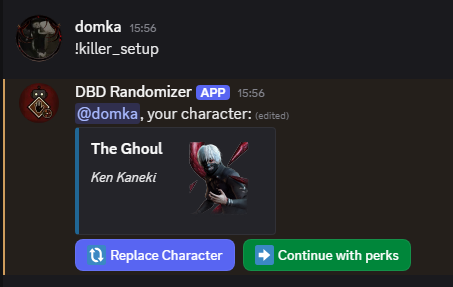 domka 15:56
!killer_setup
DBD Randomizer APP 15:56
@domka, your character: (edited)
The Ghoul
Ken Kaneki
Replace Character
Continue with perks